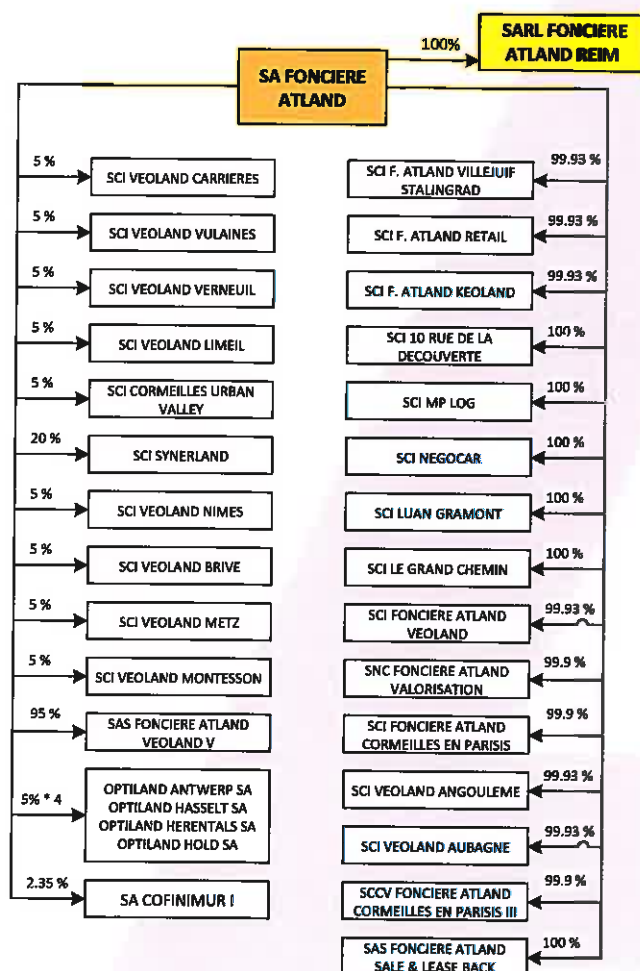 SARL FONCIERE
ATLAND REIM
100%
SA FONCIERE
ATLAND
5 %
SCI VEOLAND CARRIERES
5 %
SCI VEOLAND VULAINES
5 %
SCI VEOLAND VERNEUIL
5 %
SCI VEOLAND LIMEIL
5 %
SCI CORMEILLES URBAN
VALLEY
20 %
SCI SYNERLAND
5 %
SCI VEOLAND NIMES
5 %
SCI VEOLAND BRIVE
5 %
SCI VEOLAND METZ
5 %
SCI VEOLAND MONTESSON
95 %
SAS FONCIERE ATLAND
VEOLAND V
5% * 4
OPTILAND ANTWERP SA
OPTILAND HASSELT SA
OPTILAND HERENTALS SA
OPTILAND HOLD SA
2.35 %
SA COFINIMUR I
99.93 %
SCI F. ATLAND VILLEJUIF
STALINGRAD
99.93 %
SCI F. ATLAND RETAIL
99.93 %
SCI F. ATLAND KEOLAND
100 %
SCI 10 RUE DE LA
DECOUVERTE
100 %
SCI MP LOG
100 %
SCI NEGOCAR
100 %
SCI LUAN GRAMONT
100 %
SCI LE GRAND CHEMIN
99.93 %
SCI FONCIERE ATLAND
VEOLAND
99.9 %
SNC FONCIERE ATLAND
VALORISATION
99.9 %
SCI FONCIERE ATLAND
CORMEILLES EN PARISIS
99.93 %
SCI VEOLAND ANGOULEME
99.93 %
SCI VEOLAND AUBAGNE
99.9 %
SCCV FONCIERE ATLAND
CORMEILLES EN PARISIS III
100 %
SAS FONCIERE ATLAND
SALE & LEASE BACK